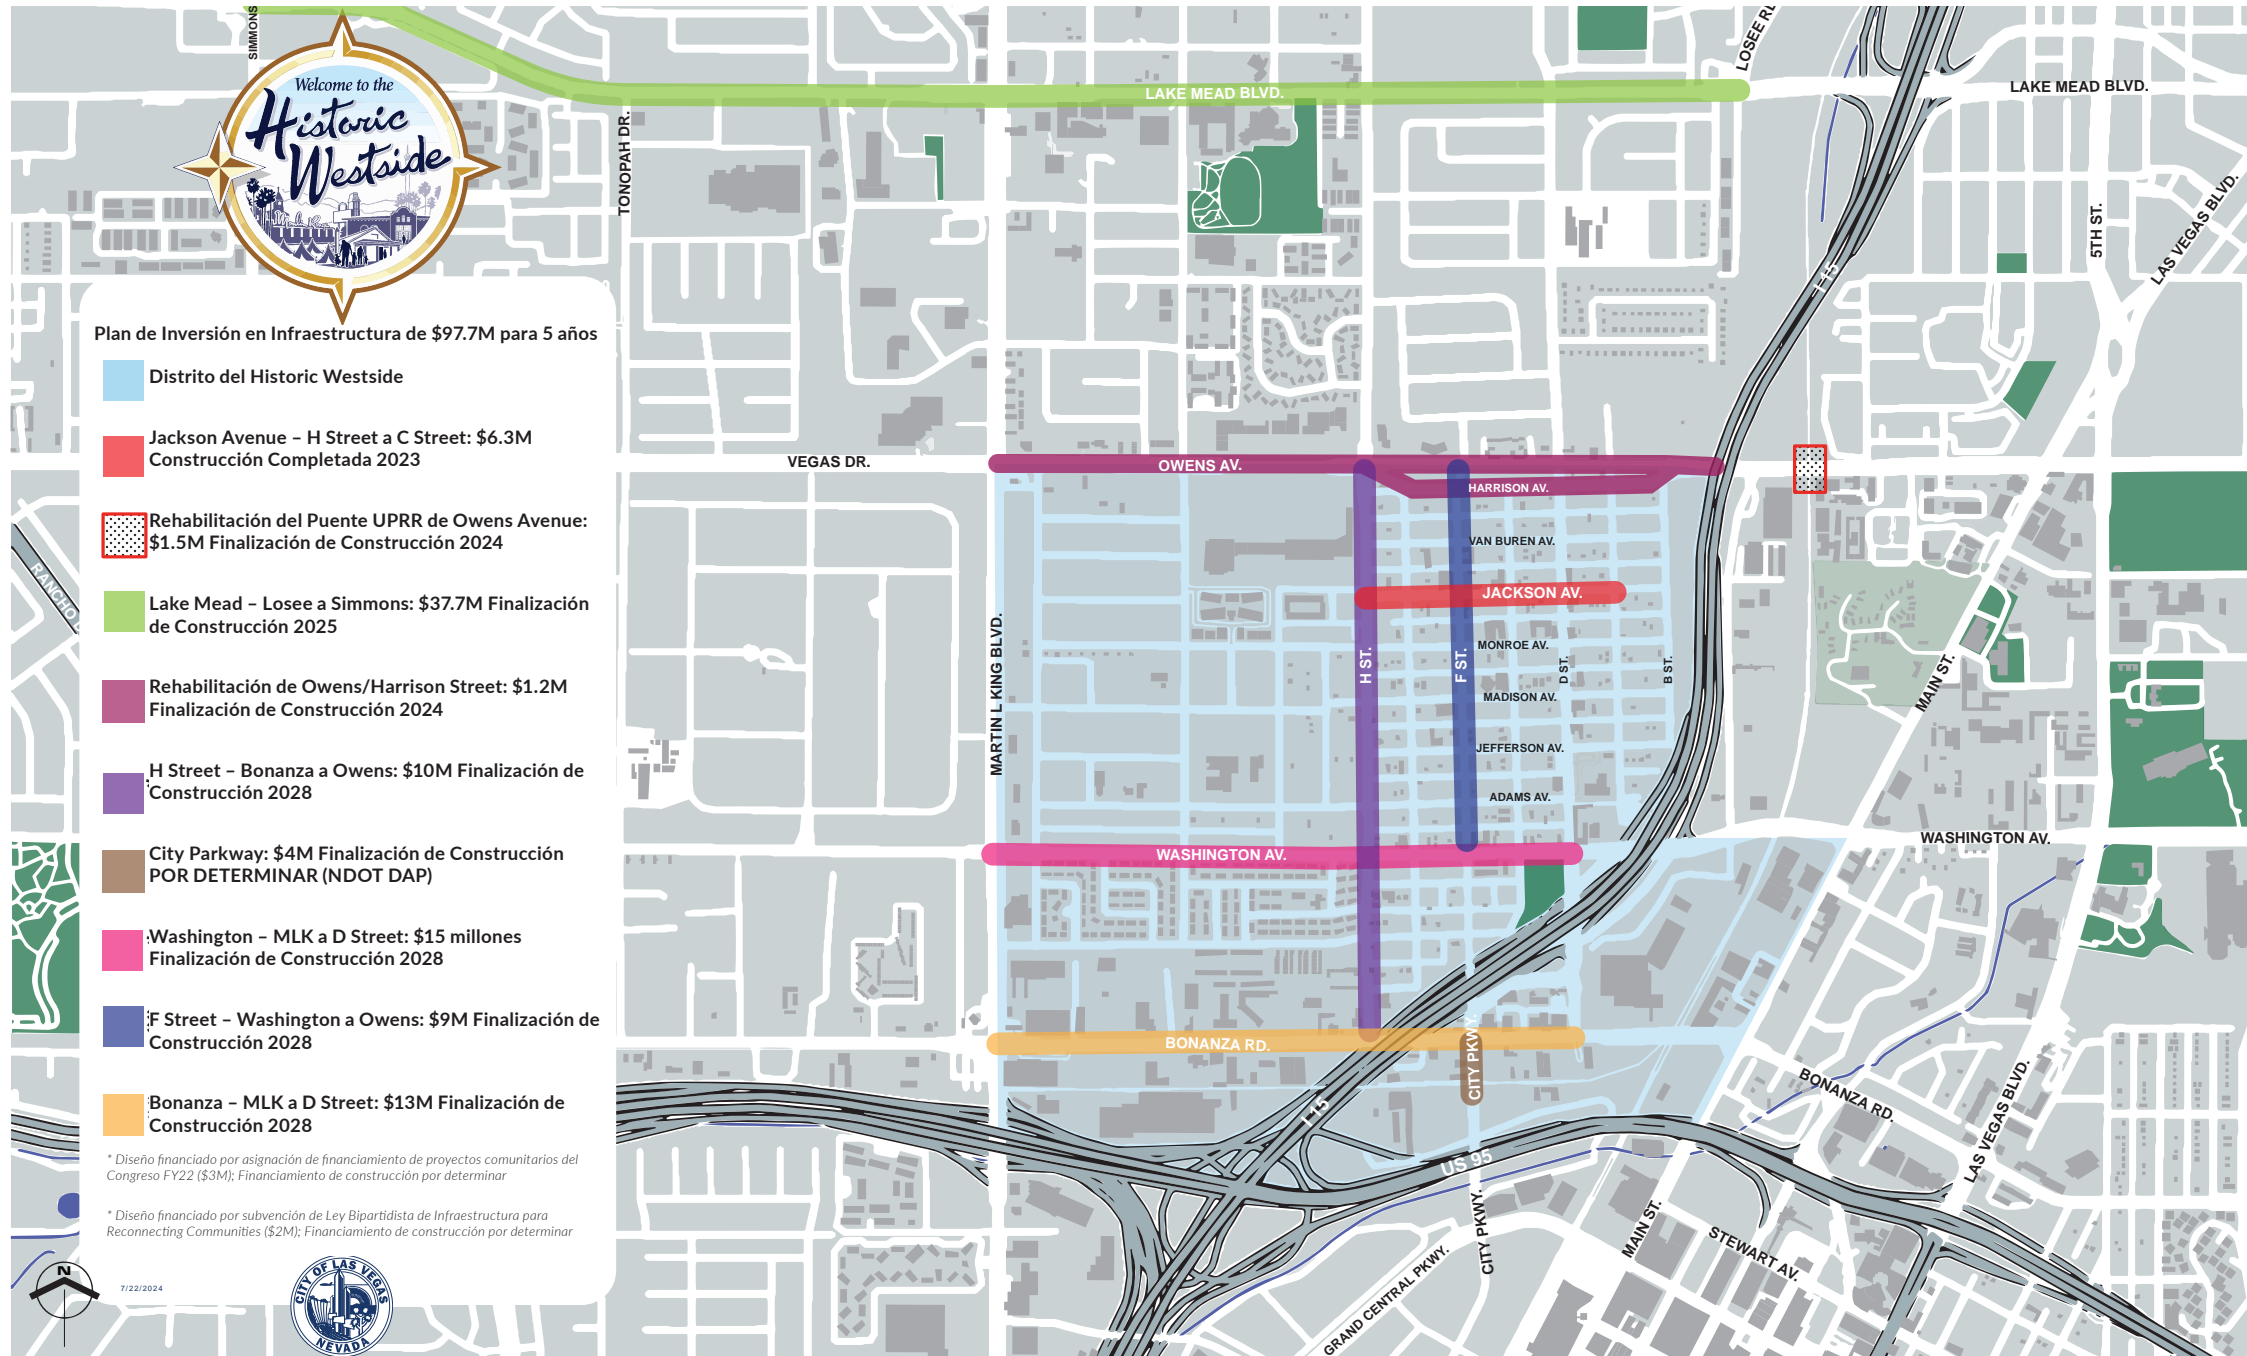 Welcome to the
Historic
Westside
Plan de Inversión en Infraestructura de $97.7M para 5 años
Distrito del Historic Westside
Jackson Avenue – H Street a C Street: $6.3M
Construcción Completada 2023
Rehabilitación del Puente UPRR de Owens Avenue:
$1.5M Finalización de Construcción 2024
Lake Mead – Losee a Simmons: $37.7M Finalización
de Construcción 2025
Rehabilitación de Owens/Harrison Street: $1.2M
Finalización de Construcción 2024
H Street – Bonanza a Owens: $10M Finalización de
Construcción 2028
City Parkway: $4M Finalización de Construcción
POR DETERMINAR (NDOT DAP)
Washington – MLK a D Street: $15 millones
Finalización de Construcción 2028
F Street – Washington a Owens: $9M Finalización de
Construcción 2028
Bonanza – MLK a D Street: $13M Finalización de
Construcción 2028
* Diseño financiado por asignación de financiamiento de proyectos comunitarios del
Congreso FY22 ($3M); Financiamiento de construcción por determinar
* Diseño financiado por subvención de Ley Bipartidista de Infraestructura para
Reconnecting Communities ($2M); Financiamiento de construcción por determinar
N
7/22/2024
CITY OF LAS VEGAS
NEVADA
SIMMONS
LOSEE RD
LAKE MEAD BLVD.
LAKE MEAD BLVD.
TONOPAH DR.
5TH ST.
LAS VEGAS BLVD.
I-15
VEGAS DR.
OWENS AV.
HARRISON AV.
VAN BUREN AV.
RANCHO
JACKSON AV.
MARTIN L KING BLVD.
H ST.
F ST.
MONROE AV.
D ST.
B ST.
MAIN ST.
MADISON AV.
JEFFERSON AV.
ADAMS AV.
WASHINGTON AV.
WASHINGTON AV.
BONANZA RD.
CITY PKWY.
BONANZA RD.
I-15
LAS VEGAS BLVD.
US 95
CITY PKWY.
MAIN ST.
STEWART AV.
GRAND CENTRAL PKWY.